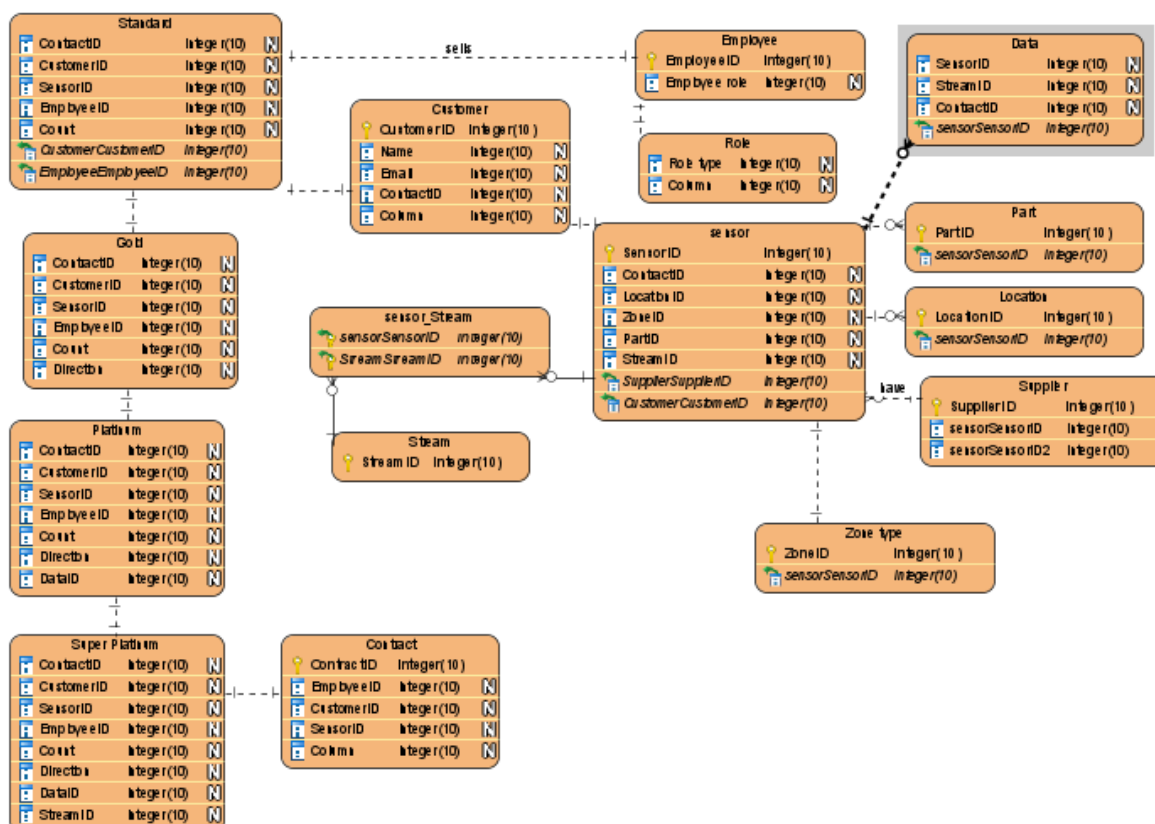 Standard
ContractID Integer(10) N
CustomerID Integer(10) N
SensorID Integer(10) N
EmployeeID Integer(10) N
Count Integer(10) N
CustomerCustomerID Integer(10)
EmployeeEmployeeID Integer(10)
sells
Employee
EmployeeID Integer(10)
Employee role Integer(10) N
Data
SensorID Integer(10) N
StreamID Integer(10) N
ContractID Integer(10) N
sensorSensorID Integer(10)
Customer
CustomerID Integer(10)
Name Integer(10) N
Email Integer(10) N
ContractID Integer(10) N
Column Integer(10) N
Role
Role type Integer(10) N
Column Integer(10) N
Gold
ContractID Integer(10) N
CustomerID Integer(10) N
SensorID Integer(10) N
EmployeeID Integer(10) N
Count Integer(10) N
Direction Integer(10) N
sensor
SensorID Integer(10)
ContractID Integer(10) N
LocationID Integer(10) N
ZoneID Integer(10) N
PartID Integer(10) N
StreamID Integer(10) N
SupplierSupplierID Integer(10)
CustomerCustomerID Integer(10)
Part
PartID Integer(10)
sensorSensorID Integer(10)
Location
LocationID Integer(10)
sensorSensorID Integer(10)
sensor_Stream
sensorSensorID Integer(10)
StreamStreamID Integer(10)
have
Supplier
SupplierID Integer(10)
sensorSensorID Integer(10)
sensorSensorID2 Integer(10)
Stream
StreamID Integer(10)
Platinum
ContractID Integer(10) N
CustomerID Integer(10) N
SensorID Integer(10) N
EmployeeID Integer(10) N
Count Integer(10) N
Direction Integer(10) N
DataID Integer(10) N
Zone type
ZoneID Integer(10)
sensorSensorID Integer(10)
Super Platinum
ContractID Integer(10) N
CustomerID Integer(10) N
SensorID Integer(10) N
EmployeeID Integer(10) N
Count Integer(10) N
Direction Integer(10) N
DataID Integer(10) N
StreamID Integer(10) N
Contract
ContractID Integer(10)
EmployeeID Integer(10) N
CustomerID Integer(10) N
SensorID Integer(10) N
Column Integer(10) N